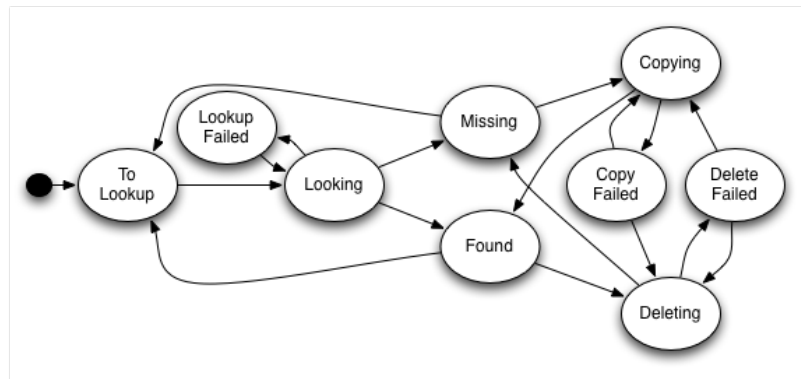 Copying
Missing
Lookup
Failed
To
Lookup
Looking
Copy
Failed
Delete
Failed
Found
Deleting